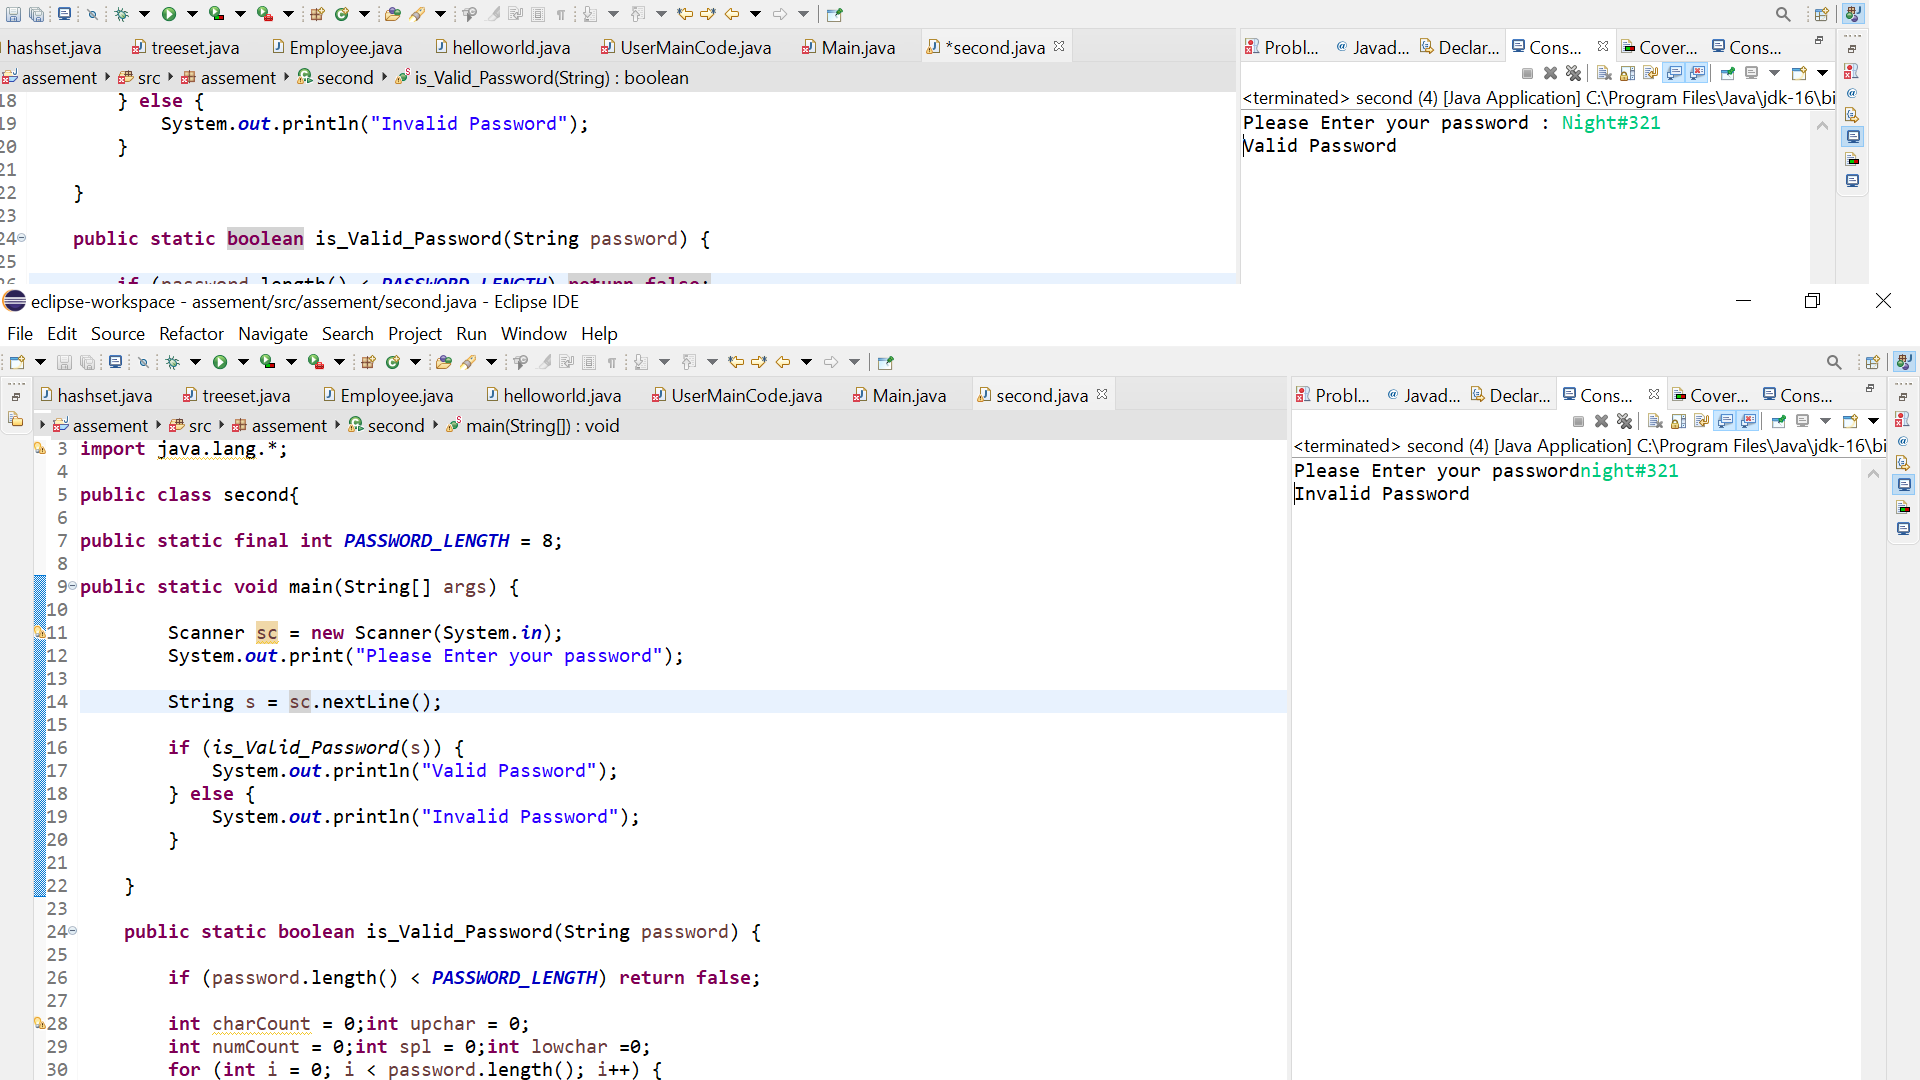 hashset.java treeset.java Employee.java helloworld.java UserMainCode.java Main.java *second.java
assement src assement second is_Valid_Password(String) : boolean
18 } else {
19 System.out.println("Invalid Password");
20 }
21
22 }
23
24 public static boolean is_Valid_Password(String password) {
25
26 if (password.length() < PASSWORD_LENGTH) return false;
Probl... @ Javad... Declar... Cons... Cover... Cons...
<terminated> second (4) [Java Application] C:\Program Files\Java\jdk-16\bi
Please Enter your password : Night#321
Valid Password
eclipse-workspace - assement/src/assement/second.java - Eclipse IDE
File Edit Source Refactor Navigate Search Project Run Window Help
hashset.java treeset.java Employee.java helloworld.java UserMainCode.java Main.java second.java
assement src assement second main(String[]) : void
3 import java.lang.*;
4
5 public class second{
6
7 public static final int PASSWORD_LENGTH = 8;
8
9 public static void main(String[] args) {
10
11 Scanner sc = new Scanner(System.in);
12 System.out.print("Please Enter your password");
13
14 String s = sc.nextLine();
15
16 if (is_Valid_Password(s)) {
17 System.out.println("Valid Password");
18 } else {
19 System.out.println("Invalid Password");
20 }
21
22 }
23
24 public static boolean is_Valid_Password(String password) {
25
26 if (password.length() < PASSWORD_LENGTH) return false;
27
28 int charCount = 0;int upchar = 0;
29 int numCount = 0;int spl = 0;int lowchar =0;
30 for (int i = 0; i < password.length(); i++) {
Probl... @ Javad... Declar... Cons... Cover... Cons...
<terminated> second (4) [Java Application] C:\Program Files\Java\jdk-16\bi
Please Enter your passwordnight#321
Invalid Password